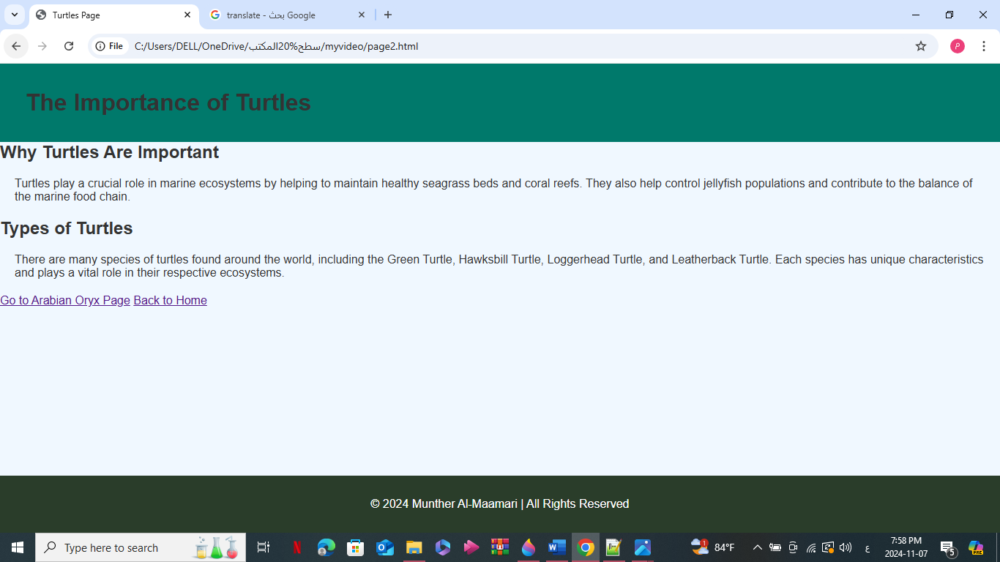 Turtles Page
translate - بحث Google
File
C:/Users/DELL/OneDrive/سطح%20المكتب/myvideo/page2.html
The Importance of Turtles
Why Turtles Are Important
Turtles play a crucial role in marine ecosystems by helping to maintain healthy seagrass beds and coral reefs. They also help control jellyfish populations and contribute to the balance of
the marine food chain.
Types of Turtles
There are many species of turtles found around the world, including the Green Turtle, Hawksbill Turtle, Loggerhead Turtle, and Leatherback Turtle. Each species has unique characteristics
and plays a vital role in their respective ecosystems.
Go to Arabian Oryx Page Back to Home
© 2024 Munther Al-Maamari | All Rights Reserved
Type here to search
84°F
ع
7:58 PM
2024-11-07
5